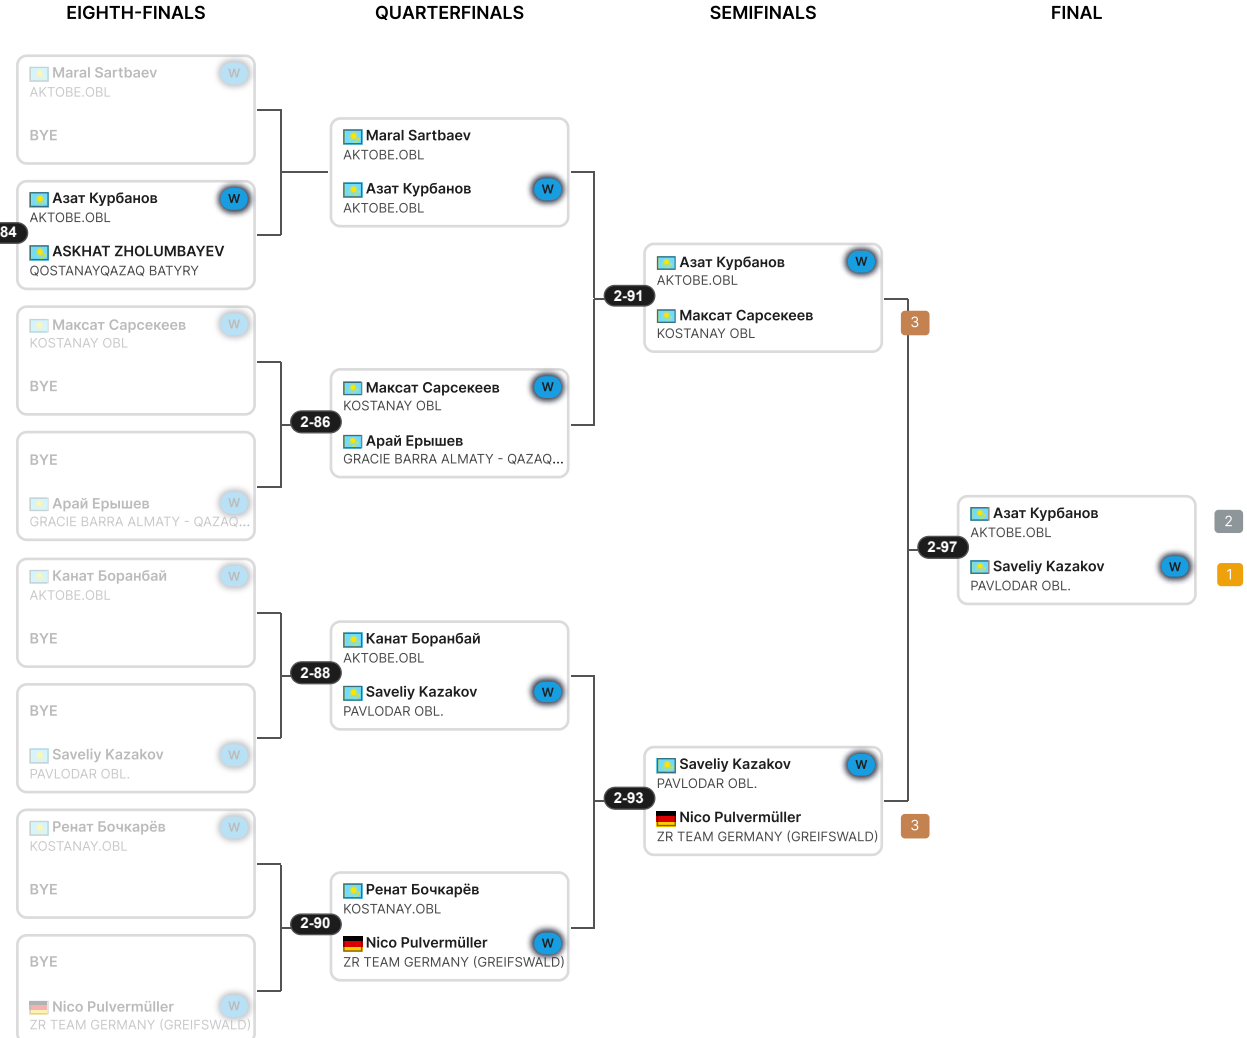 EIGHTH-FINALS
QUARTERFINALS
SEMIFINALS
FINAL
Maral Sartbaev
W
AKTOBE.OBL
BYE
84
Азат Курбанов
W
AKTOBE.OBL
ASKHAT ZHOLUMBAYEV
QOSTANAYQAZAQ BATYRY
Максат Сарсекеев
W
KOSTANAY OBL
BYE
BYE
Арай Ерышев
W
GRACIE BARRA ALMATY - QAZAQ...
Канат Боранбай
W
AKTOBE.OBL
BYE
BYE
Saveliy Kazakov
W
PAVLODAR OBL.
Ренат Бочкарёв
W
KOSTANAY.OBL
BYE
BYE
Nico Pulvermüller
W
ZR TEAM GERMANY (GREIFSWALD)
Maral Sartbaev
AKTOBE.OBL
Азат Курбанов
W
AKTOBE.OBL
2-86
Максат Сарсекеев
W
KOSTANAY OBL
Арай Ерышев
GRACIE BARRA ALMATY - QAZAQ...
2-88
Канат Боранбай
AKTOBE.OBL
Saveliy Kazakov
W
PAVLODAR OBL.
2-90
Ренат Бочкарёв
KOSTANAY.OBL
Nico Pulvermüller
W
ZR TEAM GERMANY (GREIFSWALD)
2-91
Азат Курбанов
W
AKTOBE.OBL
Максат Сарсекеев
KOSTANAY OBL
3
2-93
Saveliy Kazakov
W
PAVLODAR OBL.
Nico Pulvermüller
ZR TEAM GERMANY (GREIFSWALD)
3
2-97
Азат Курбанов
AKTOBE.OBL
2
Saveliy Kazakov
W
PAVLODAR OBL.
1